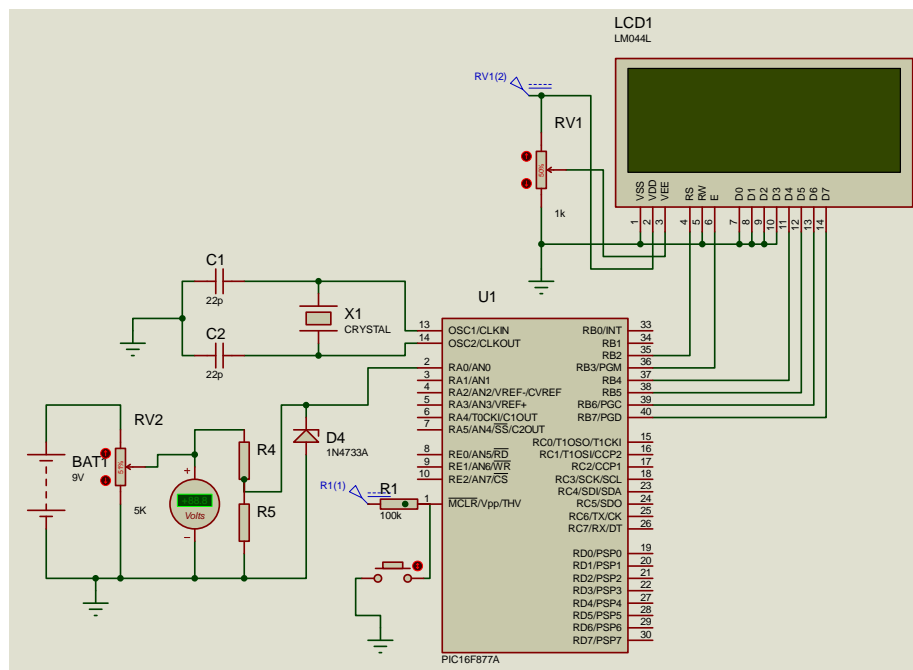 LCD1
LM044L
RV1(2)
RV1
50%
1k
VSS VDD VEE RS RW E D0 D1 D2 D3 D4 D5 D6 D7
1 2 3 4 5 6 7 8 9 10 11 12 13 14
C1
22p
X1
CRYSTAL
C2
22p
U1
13 OSC1/CLKIN RB0/INT 33
14 OSC2/CLKOUT RB1 34
RB2 35
2 RA0/AN0 RB3/PGM 36
3 RA1/AN1 RB4 37
4 RA2/AN2/VREF-/CVREF RB5 38
5 RA3/AN3/VREF+ RB6/PGC 39
6 RA4/T0CKI/C1OUT RB7/PGD 40
7 RA5/AN4/SS/C2OUT
RC0/T1OSO/T1CKI 15
8 RE0/AN5/RD RC1/T1OSI/CCP2 16
9 RE1/AN6/WR RC2/CCP1 17
10 RE2/AN7/CS RC3/SCK/SCL 18
RC4/SDI/SDA 23
1 MCLR/Vpp/THV RC5/SDO 24
RC6/TX/CK 25
RC7/RX/DT 26
RD0/PSP0 19
RD1/PSP1 20
RD2/PSP2 21
RD3/PSP3 22
RD4/PSP4 27
RD5/PSP5 28
RD6/PSP6 29
RD7/PSP7 30
PIC16F877A
RV2
51%
5K
BAT1
9V
+
Volts
−
R4
R5
D4
1N4733A
R1(1)
R1
100k